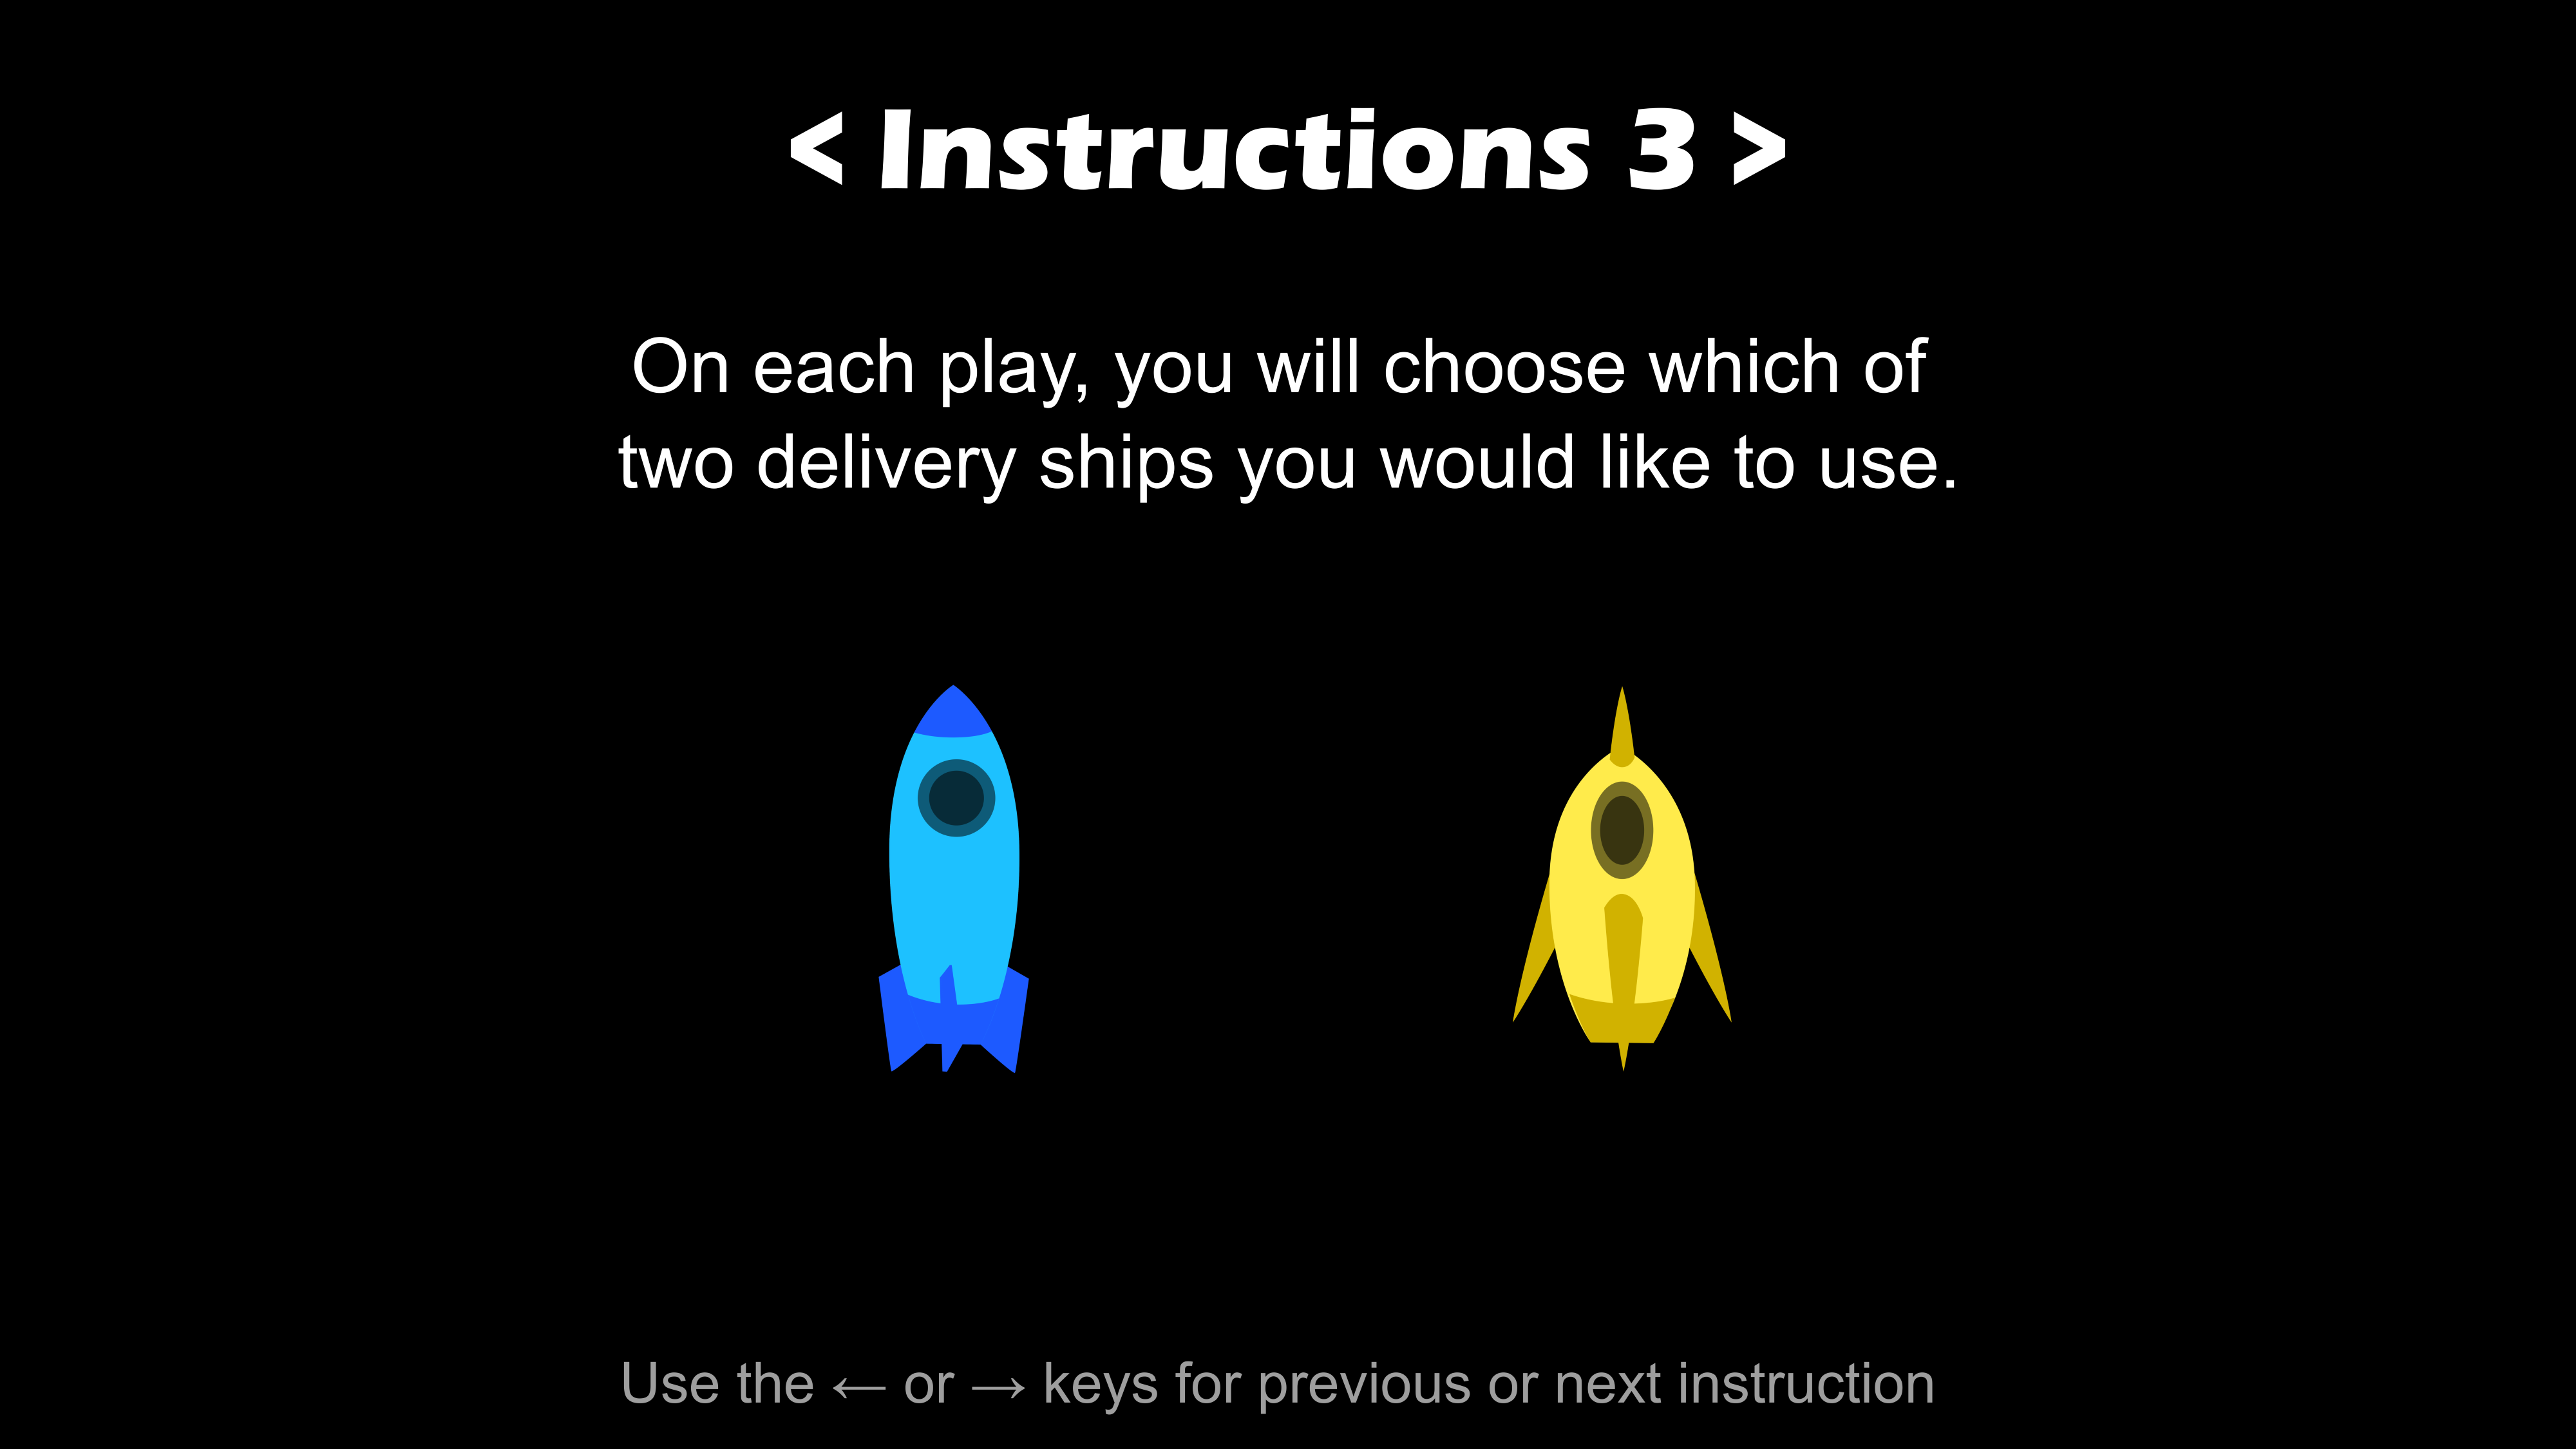 < Instructions 3 >
On each play, you will choose which of
two delivery ships you would like to use.
Use the ← or → keys for previous or next instruction